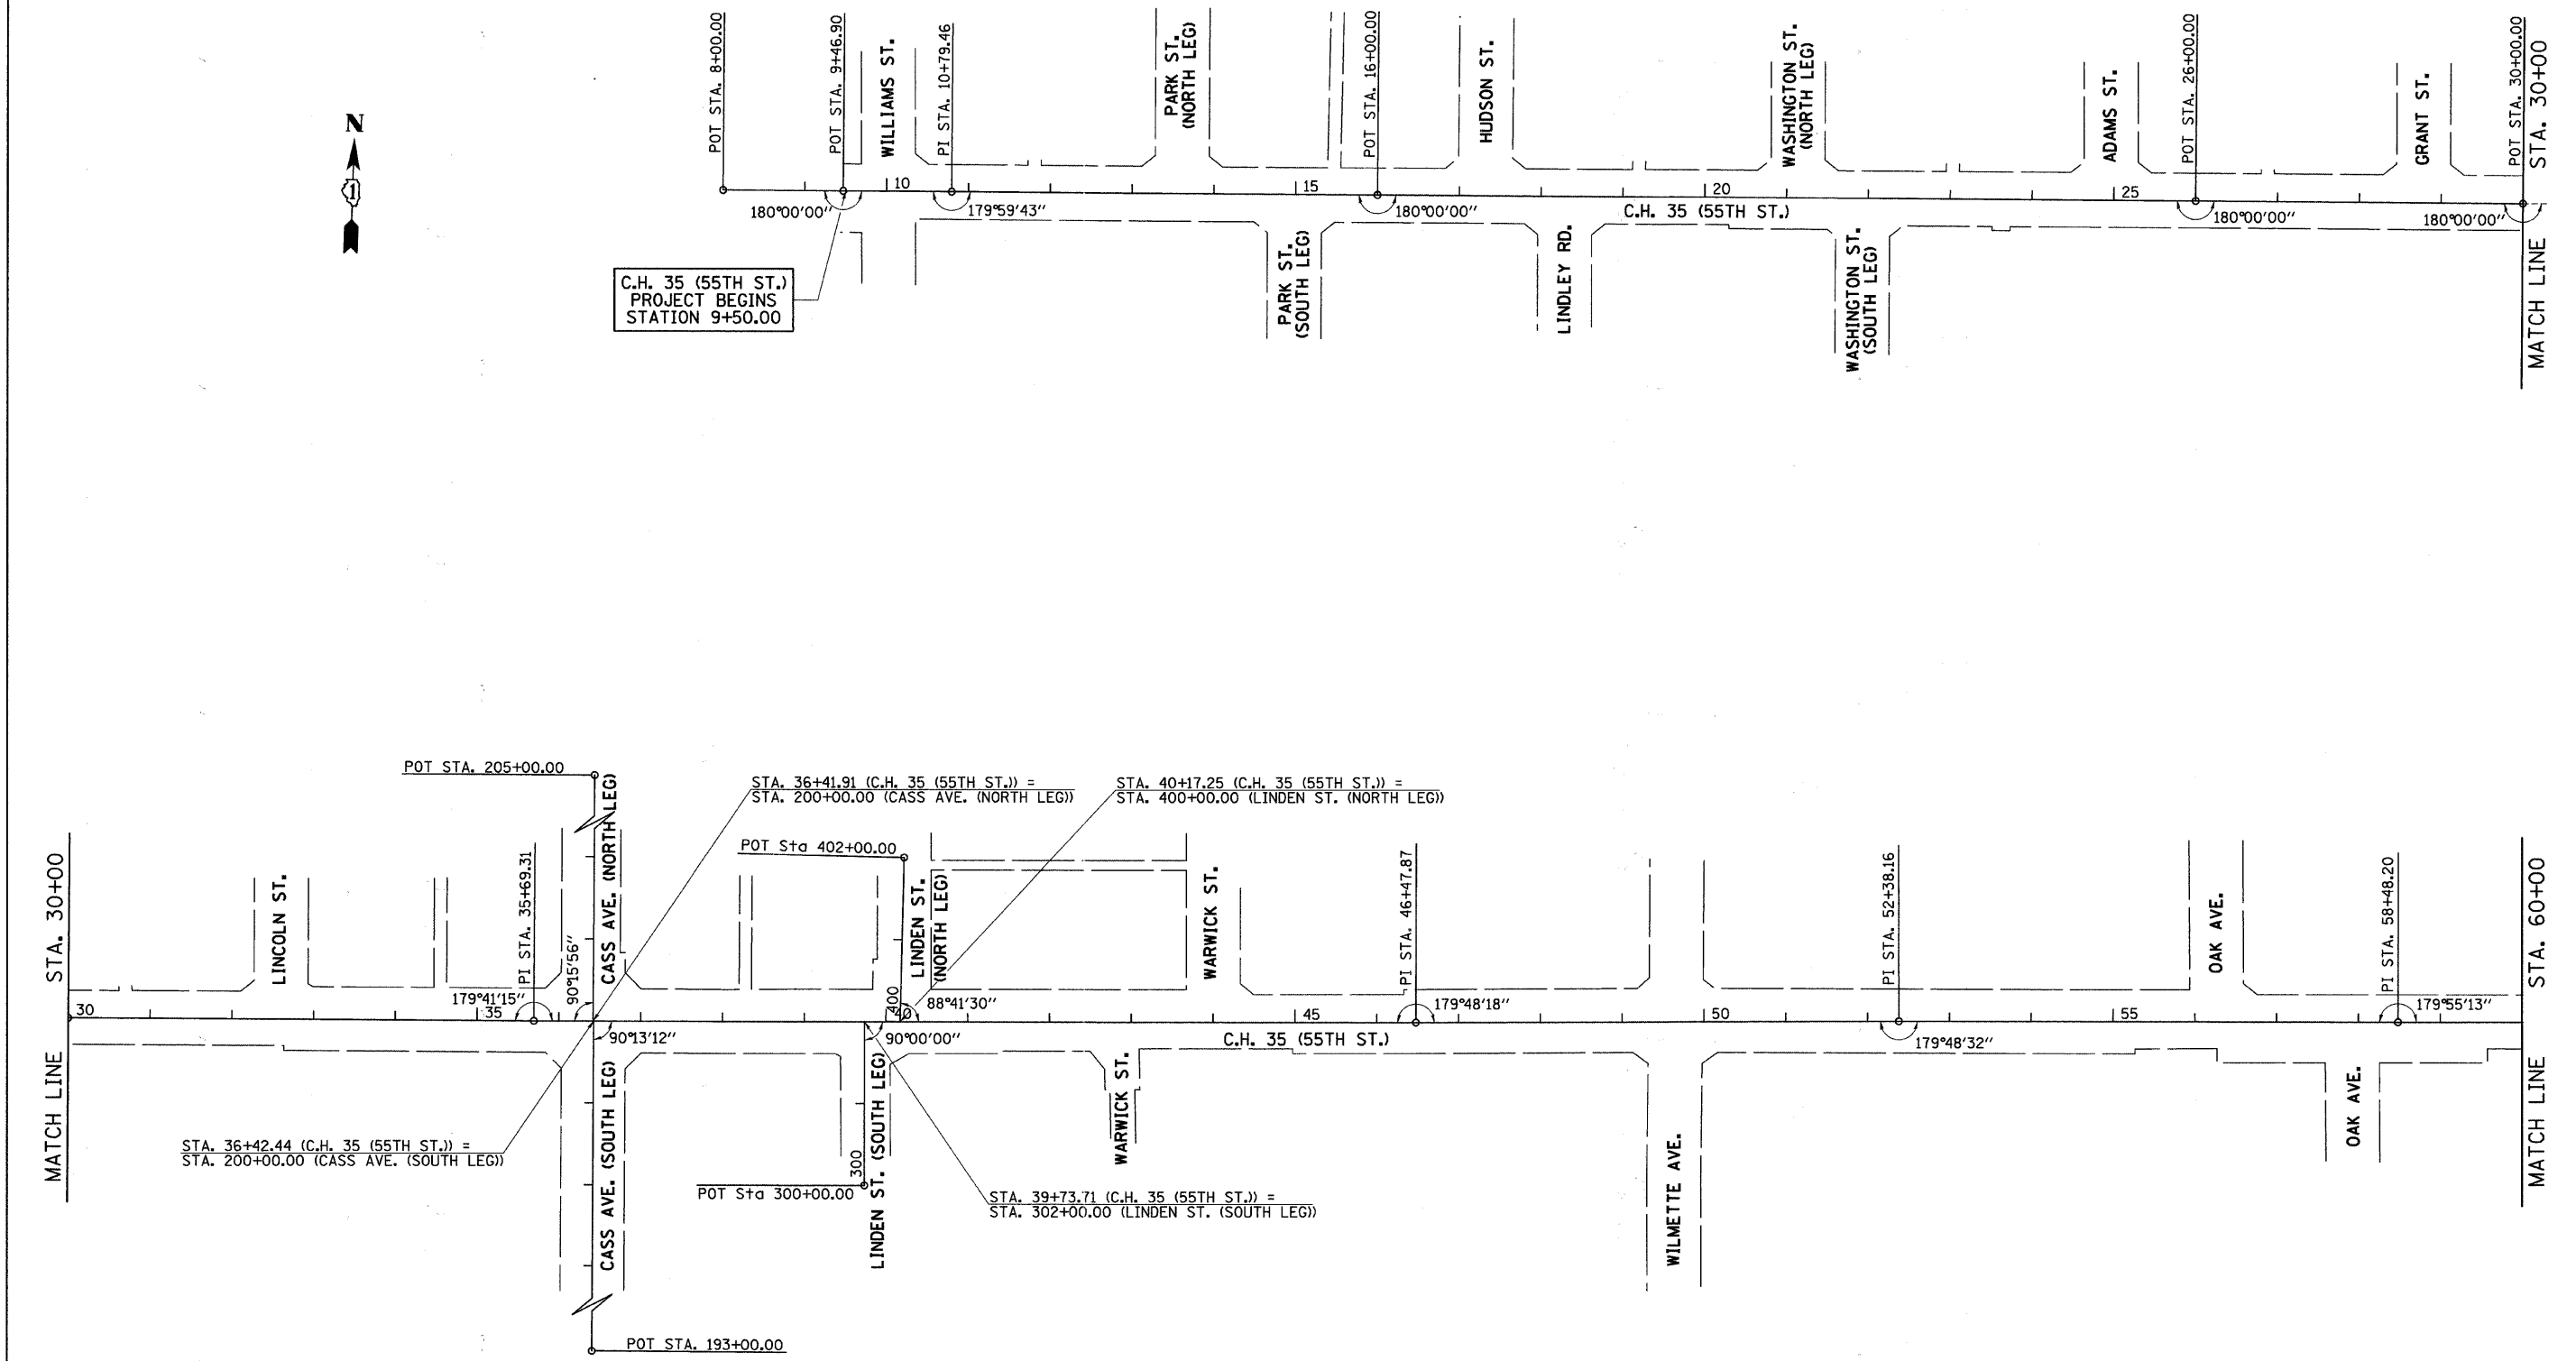 POT STA. 8+00.00
POT STA. 9+46.90
WILLIAMS ST.
PI STA. 10+79.46
PARK ST.
(NORTH LEG)
POT STA. 16+00.00
HUDSON ST.
WASHINGTON ST.
(NORTH LEG)
ADAMS ST.
POT STA. 26+00.00
GRANT ST.
POT STA. 30+00.00
STA. 30+00
MATCH LINE
N
1
10
15
20
25
180°00'00"
179°59'43"
180°00'00"
C.H. 35 (55TH ST.)
180°00'00"
180°00'00"
C.H. 35 (55TH ST.)
PROJECT BEGINS
STATION 9+50.00
PARK ST.
(SOUTH LEG)
LINDLEY RD.
WASHINGTON ST.
(SOUTH LEG)
POT STA. 205+00.00
STA. 36+41.91 (C.H. 35 (55TH ST.)) =
STA. 200+00.00 (CASS AVE. (NORTH LEG))
STA. 40+17.25 (C.H. 35 (55TH ST.)) =
STA. 400+00.00 (LINDEN ST. (NORTH LEG))
POT Sta 402+00.00
STA. 30+00
MATCH LINE
LINCOLN ST.
PI STA. 35+69.31
CASS AVE. (NORTH LEG)
LINDEN ST.
(NORTH LEG)
WARWICK ST.
PI STA. 46+47.87
PI STA. 52+38.16
OAK AVE.
PI STA. 58+48.20
STA. 60+00
MATCH LINE
179°41'15"
90°15'56"
400
88°41'30"
179°48'18"
179°55'13"
30
35
40
45
50
55
90°13'12"
90°00'00"
C.H. 35 (55TH ST.)
179°48'32"
CASS AVE. (SOUTH LEG)
LINDEN ST. (SOUTH LEG)
WARWICK ST.
WILMETTE AVE.
OAK AVE.
STA. 36+42.44 (C.H. 35 (55TH ST.)) =
STA. 200+00.00 (CASS AVE. (SOUTH LEG))
300
POT Sta 300+00.00
STA. 39+73.71 (C.H. 35 (55TH ST.)) =
STA. 302+00.00 (LINDEN ST. (SOUTH LEG))
POT STA. 193+00.00